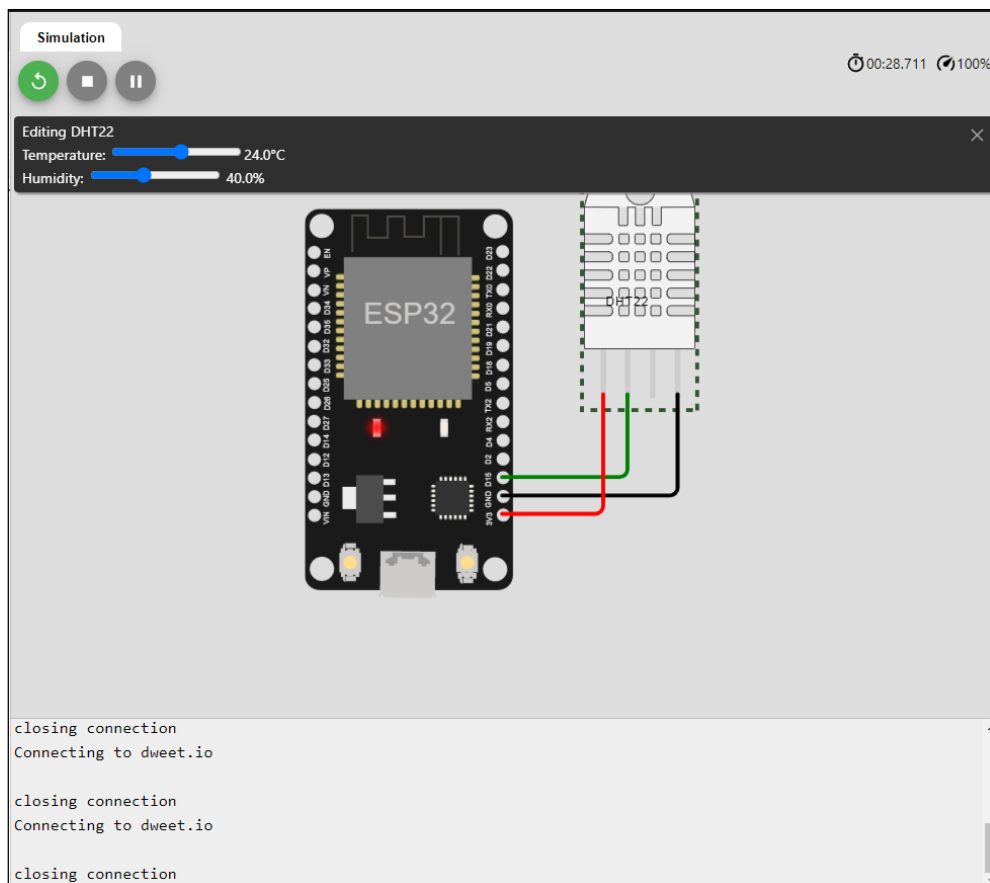 Simulation
00:28.711 100%
Editing DHT22
Temperature: 24.0°C
Humidity: 40.0%
EN
VP
VN
D34
D35
D32
D33
D25
D26
D27
D14
D12
D13
GND
VIN
ESP32
D23
D22
TX0
RX0
D21
D19
D18
D5
TX2
RX2
D4
D2
D15
GND
3V3
DHT22
closing connection
Connecting to dweet.io
closing connection
Connecting to dweet.io
closing connection